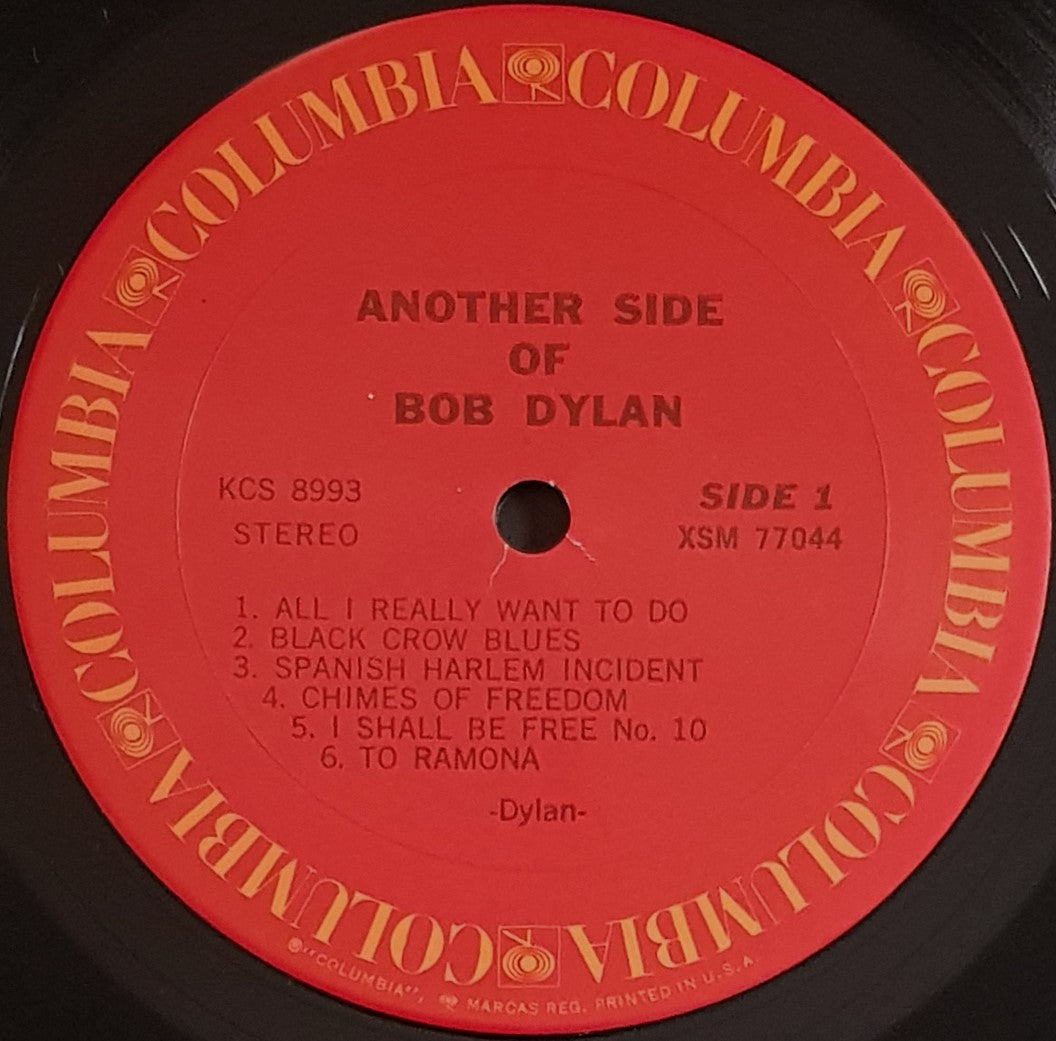 COLUMBIA COLUMBIA COLUMBIA COLUMBIA COLUMBIA COLUMBIA
ANOTHER SIDE
OF
BOB DYLAN
KCS 8993
STEREO
SIDE 1
XSM 77044
1. ALL I REALLY WANT TO DO
2. BLACK CROW BLUES
3. SPANISH HARLEM INCIDENT
4. CHIMES OF FREEDOM
5. I SHALL BE FREE No. 10
6. TO RAMONA
-Dylan-
® "COLUMBIA", MARCAS REG. PRINTED IN U.S.A.